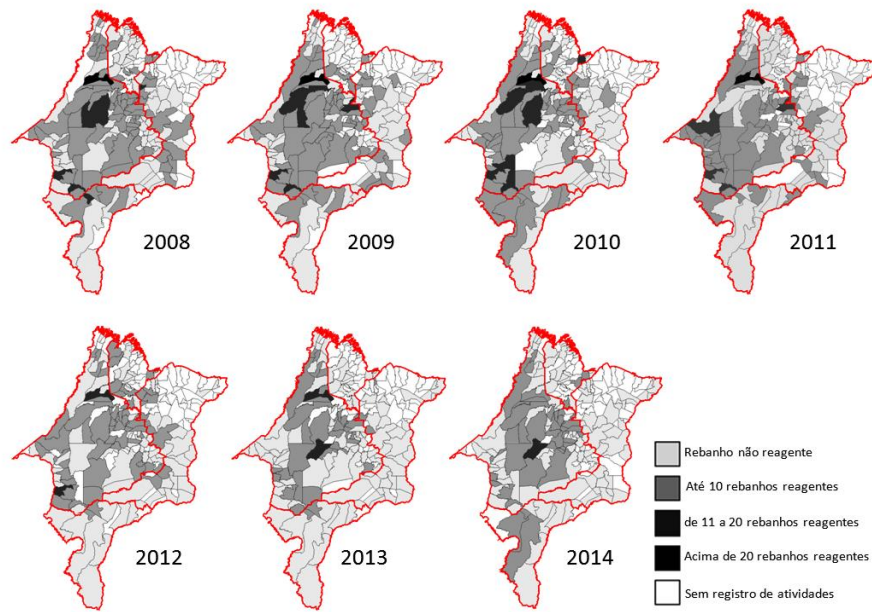 2008
2009
2010
2011
2012
2013
2014
Rebanho não reagente
Até 10 rebanhos reagentes
de 11 a 20 rebanhos reagentes
Acima de 20 rebanhos reagentes
Sem registro de atividades